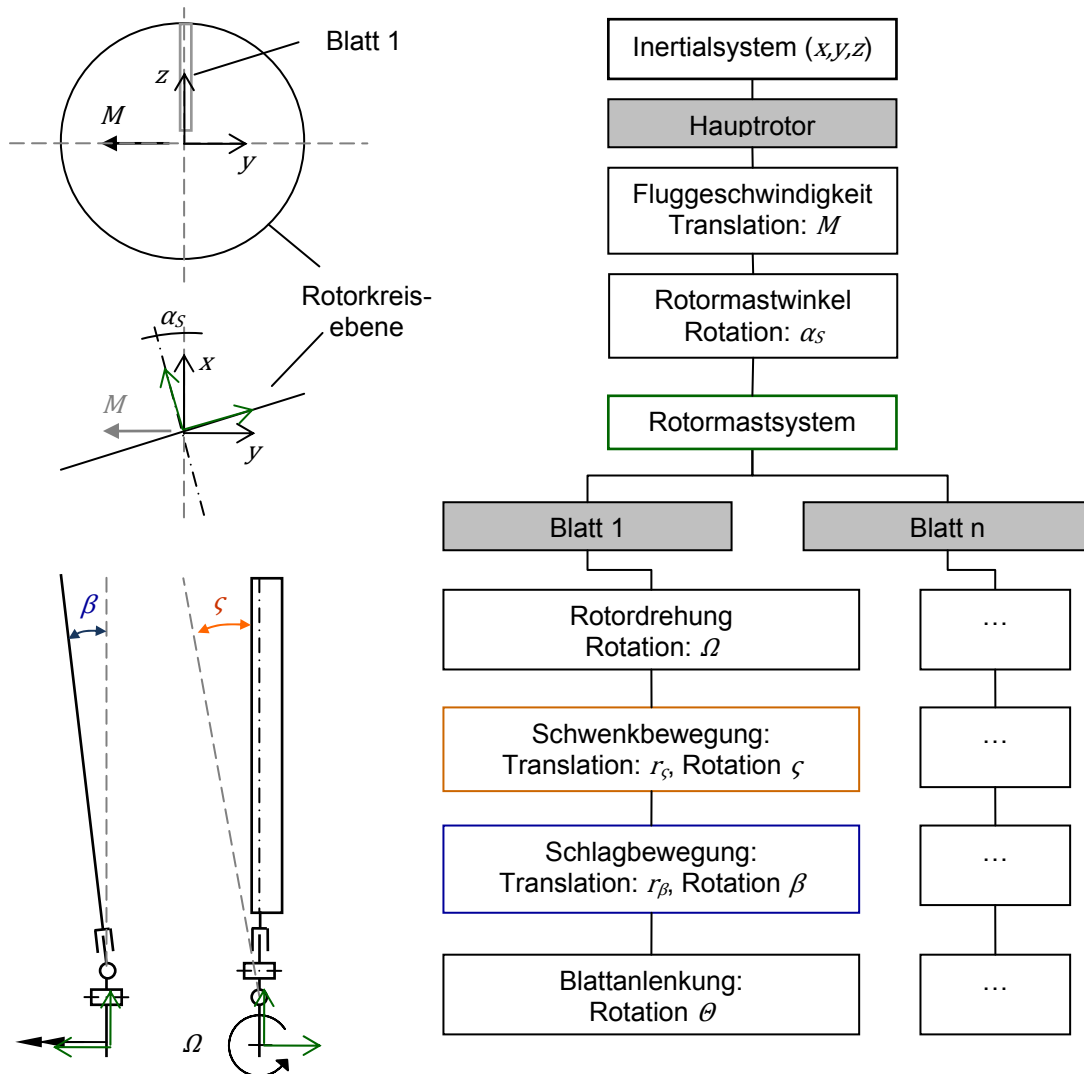 Blatt 1
z
M
y
Rotorkreis-
ebene
αS
x
M
y
β
ς
Ω
Inertialsystem (x,y,z)
Hauptrotor
Fluggeschwindigkeit
Translation: M
Rotormastwinkel
Rotation: αS
Rotormastsystem
Blatt 1
Blatt n
Rotordrehung
Rotation: Ω
…
Schwenkbewegung:
Translation: rς, Rotation ς
…
Schlagbewegung:
Translation: rβ, Rotation β
…
Blattanlenkung:
Rotation Θ
…